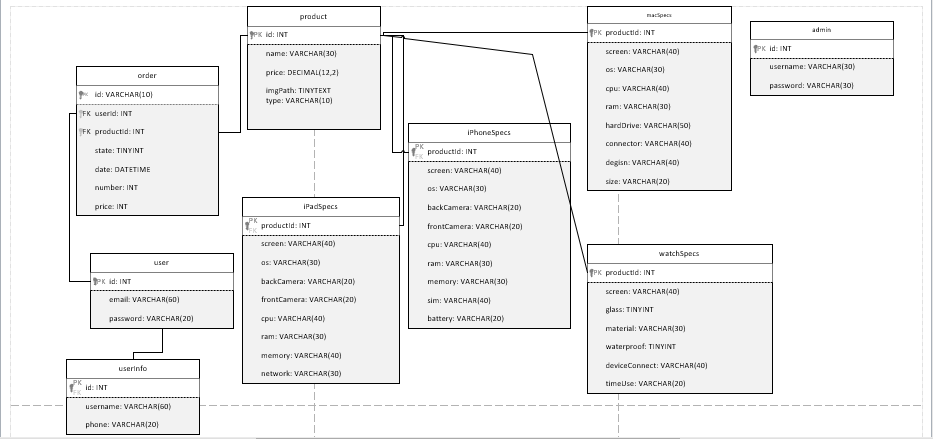 product
PK id: INT
name: VARCHAR(30)
price: DECIMAL(12,2)
imgPath: TINYTEXT
type: VARCHAR(10)
macSpecs
PK productId: INT
screen: VARCHAR(40)
os: VARCHAR(30)
cpu: VARCHAR(40)
ram: VARCHAR(30)
hardDrive: VARCHAR(50)
connector: VARCHAR(40)
degisn: VARCHAR(40)
size: VARCHAR(20)
admin
PK id: INT
username: VARCHAR(30)
password: VARCHAR(30)
order
PK id: VARCHAR(10)
FK userId: INT
FK productId: INT
state: TINYINT
date: DATETIME
number: INT
price: INT
iPhoneSpecs
PK
FK
productId: INT
screen: VARCHAR(40)
os: VARCHAR(30)
backCamera: VARCHAR(20)
frontCamera: VARCHAR(20)
cpu: VARCHAR(40)
ram: VARCHAR(30)
memory: VARCHAR(30)
sim: VARCHAR(40)
battery: VARCHAR(20)
iPadSpecs
PK
FK
productId: INT
screen: VARCHAR(40)
os: VARCHAR(30)
backCamera: VARCHAR(20)
frontCamera: VARCHAR(20)
cpu: VARCHAR(40)
ram: VARCHAR(30)
memory: VARCHAR(40)
network: VARCHAR(30)
user
PK id: INT
email: VARCHAR(60)
password: VARCHAR(20)
watchSpecs
PK productId: INT
screen: VARCHAR(40)
glass: TINYINT
material: VARCHAR(30)
waterproof: TINYINT
deviceConnect: VARCHAR(40)
timeUse: VARCHAR(20)
userInfo
PK
FK
id: INT
username: VARCHAR(60)
phone: VARCHAR(20)